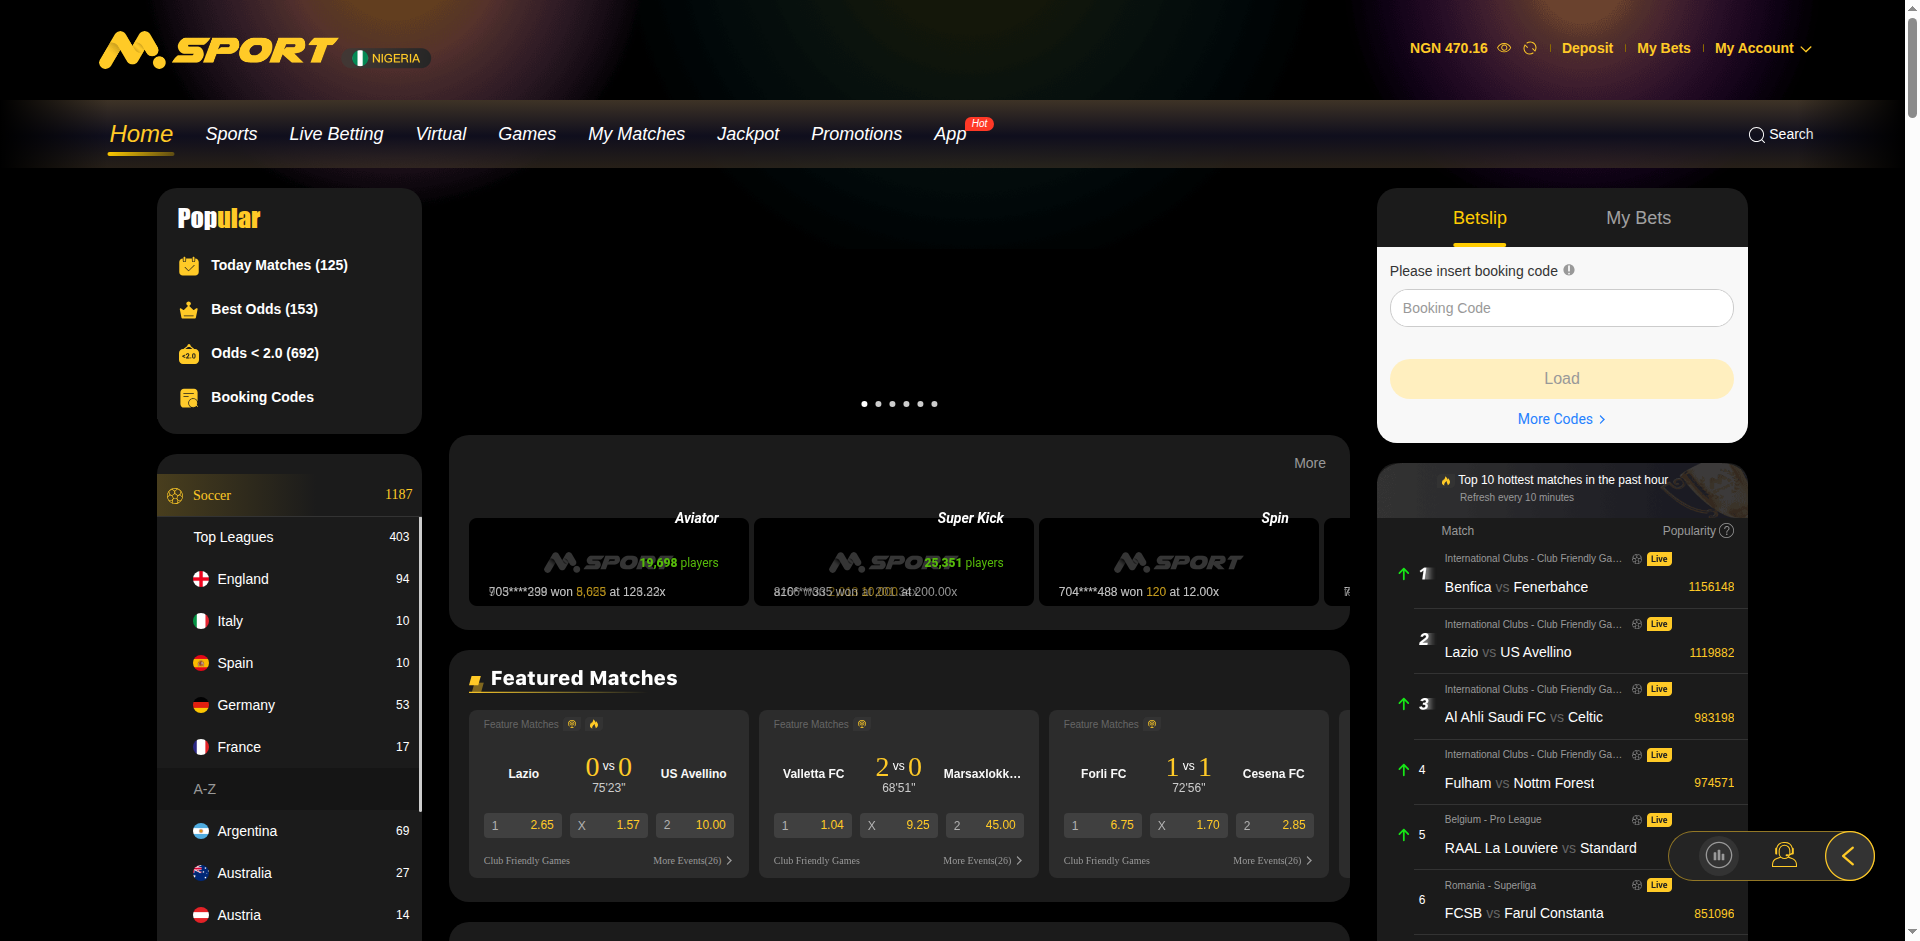 M.SPORT
NIGERIA
NGN 470.16
Deposit
My Bets
My Account
Home
Sports
Live Betting
Virtual
Games
My Matches
Jackpot
Promotions
App
Hot
Search
Popular
Today Matches (125)
Best Odds (153)
<2.0
Odds < 2.0 (692)
Booking Codes
Soccer
1187
Top Leagues
403
England
94
Italy
10
Spain
10
Germany
53
France
17
A-Z
Argentina
69
Australia
27
Austria
14
More
Aviator
M.SPORT
19,698 players
Super Kick
M.SPORT
25,351 players
Spin
M.SPORT
704****488 won 120 at 12.00x
Featured Matches
Feature Matches
Lazio
0 vs 0
US Avellino
75'23"
1 2.65
X 1.57
2 10.00
Club Friendly Games
More Events(26)
Feature Matches
Valletta FC
2 vs 0
Marsaxlokk...
68'51"
1 1.04
X 9.25
2 45.00
Club Friendly Games
More Events(26)
Feature Matches
Forli FC
1 vs 1
Cesena FC
72'56"
1 6.75
X 1.70
2 2.85
Club Friendly Games
More Events(26)
Betslip
My Bets
Please insert booking code
Booking Code
Load
More Codes
Top 10 hottest matches in the past hour
Refresh every 10 minutes
Match
Popularity ?
International Clubs - Club Friendly Ga...
Live
1
Benfica vs Fenerbahce
1156148
International Clubs - Club Friendly Ga...
Live
2
Lazio vs US Avellino
1119882
International Clubs - Club Friendly Ga...
Live
3
Al Ahli Saudi FC vs Celtic
983198
International Clubs - Club Friendly Ga...
Live
4
Fulham vs Nottm Forest
974571
Belgium - Pro League
Live
5
RAAL La Louviere vs Standard
Romania - Superliga
Live
6
FCSB vs Farul Constanta
851096